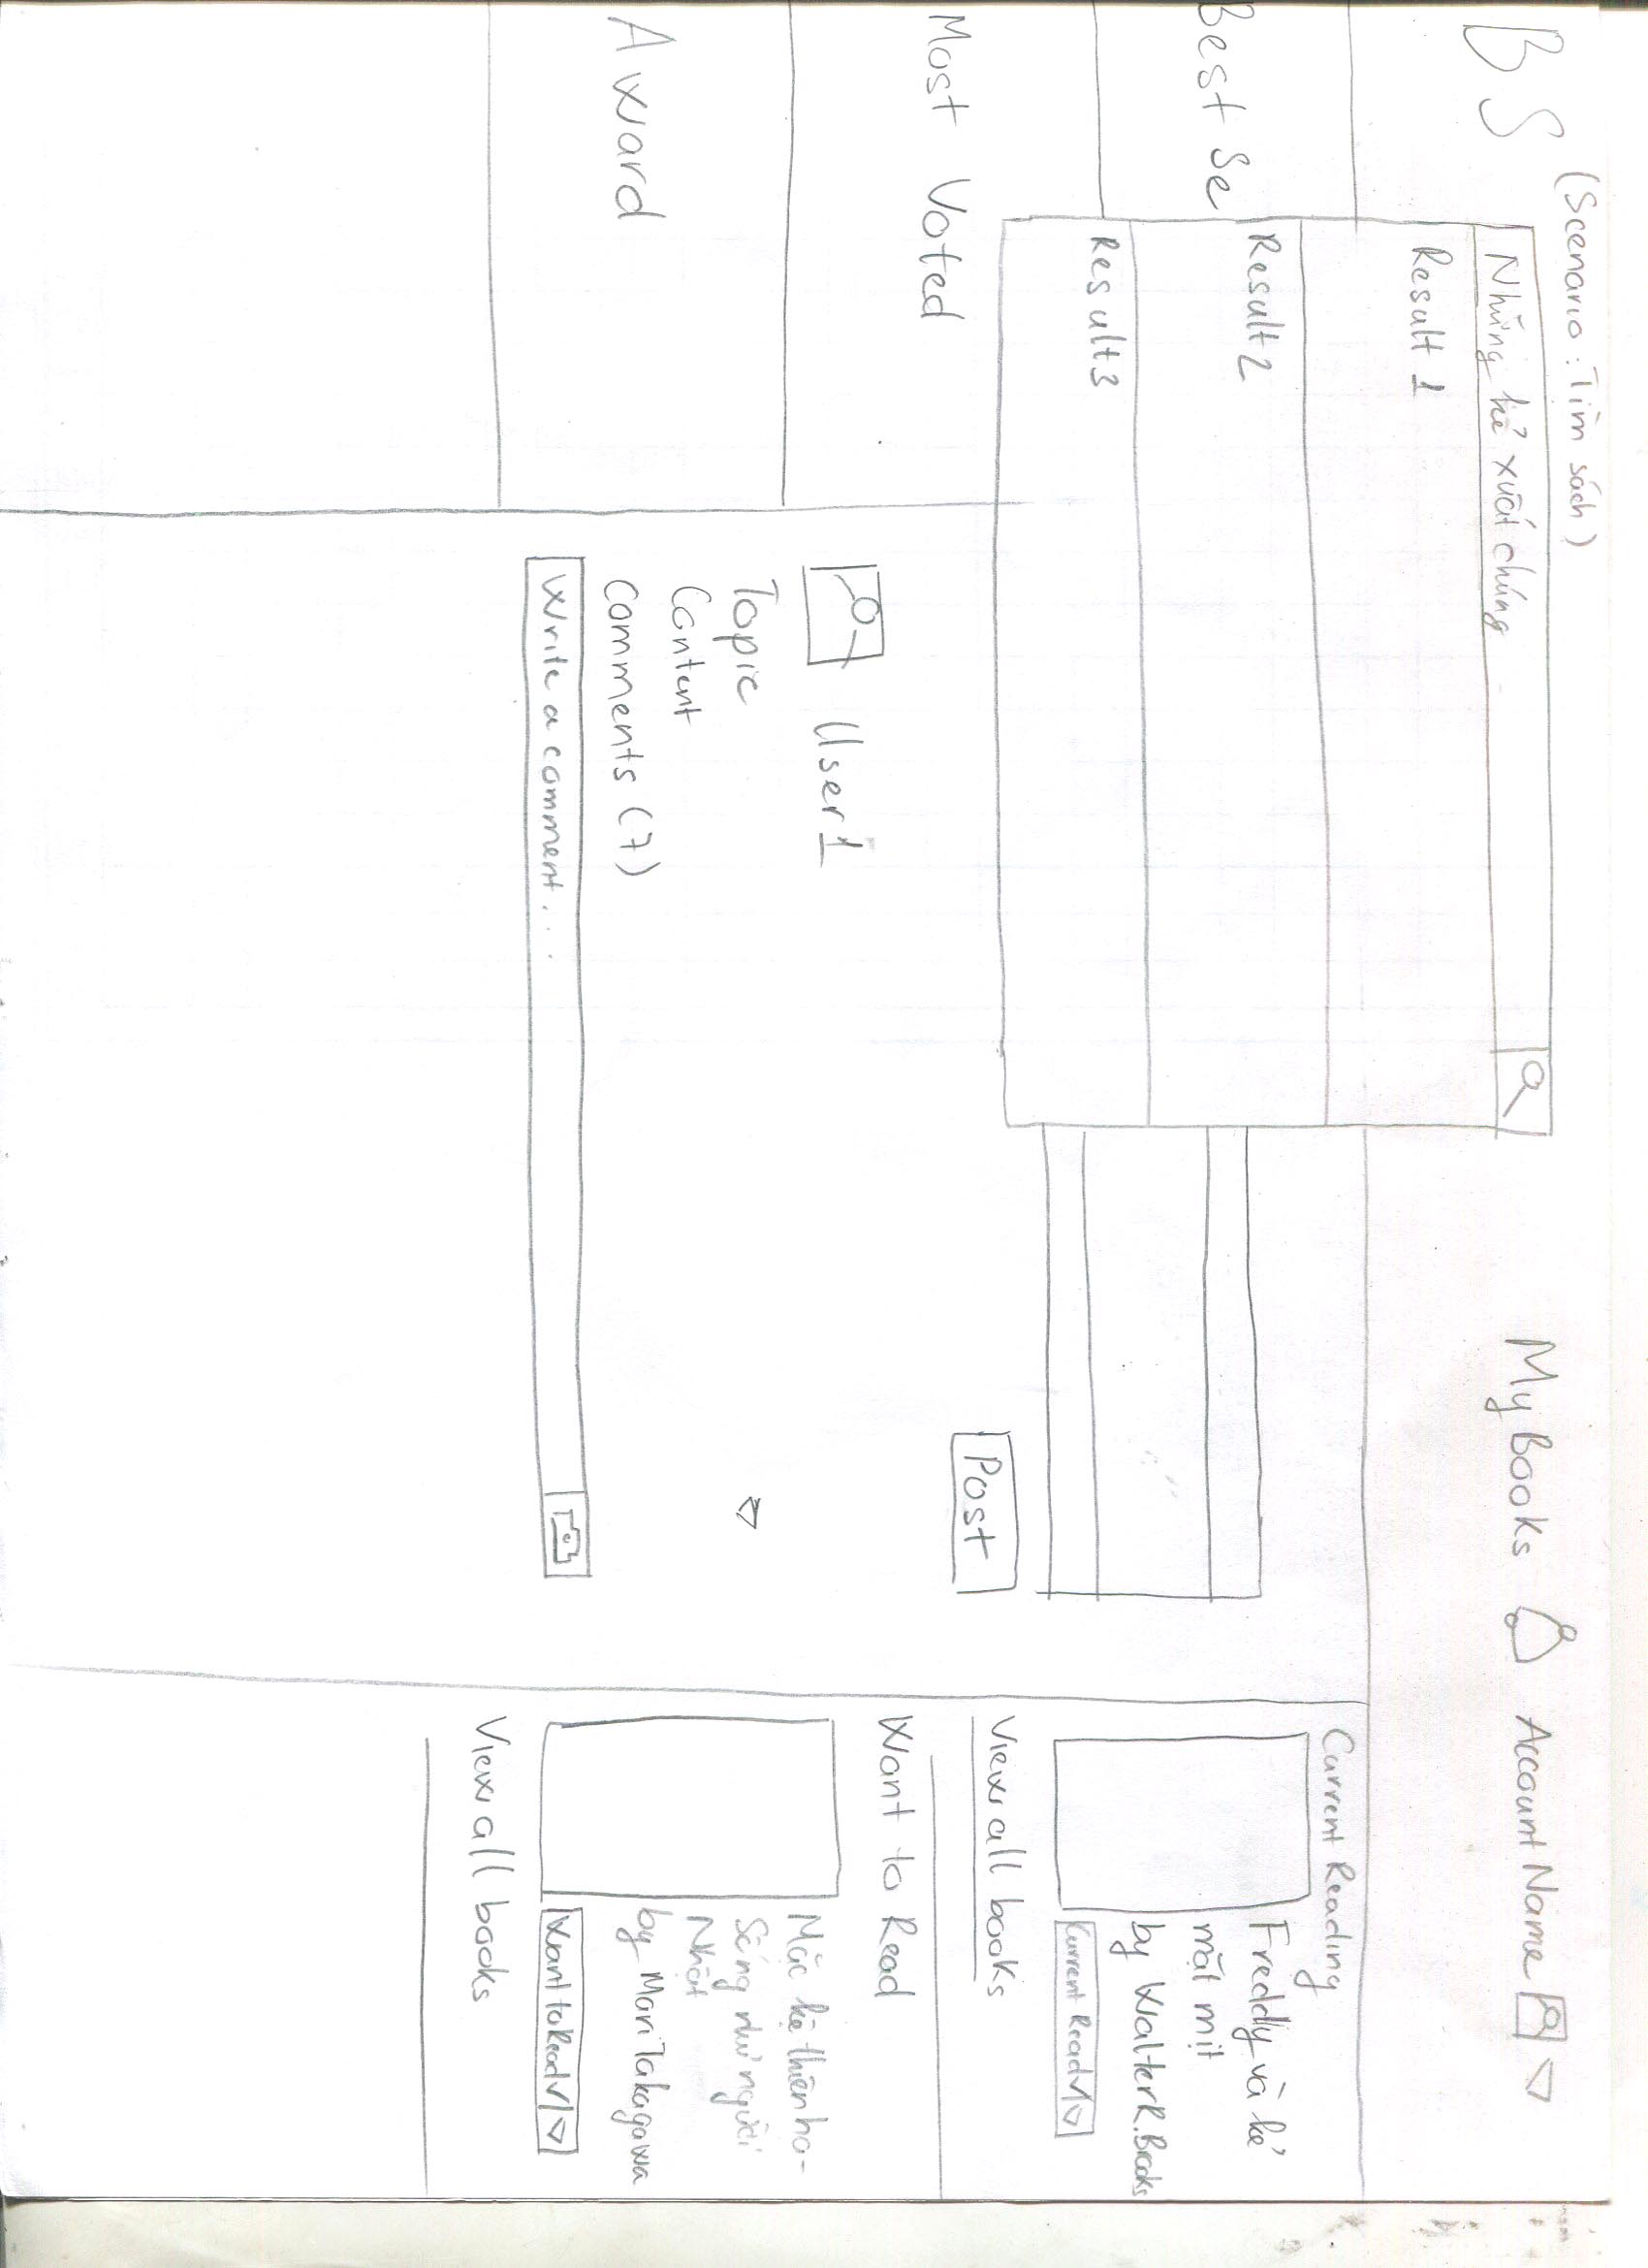 (Scenario : Tìm sách)
BS
Những kẻ xuất chúng
My Books
Account Name
Result 1
Result 2
Result 3
Best Se
Most Voted
Award
Post
User 1
Topic
Content
Comments (7)
Write a comment . . .
Current Reading
Freddy và kẻ
mặt mịt
by Walter R. Brooks
Current Read
View all books
Want to Read
Mặc kệ thiên hạ -
Sống như người
Nhật
by Mari Takagawa
Want to Read
View all books